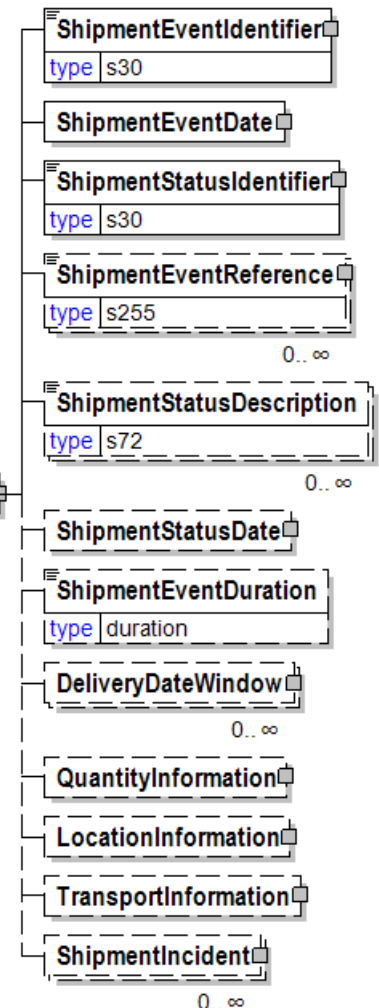 ShipmentEventIdentifier
type s30
ShipmentEventDate
ShipmentStatusIdentifier
type s30
ShipmentEventReference
type s255
0.. ∞
ShipmentStatusDescription
type s72
0.. ∞
ShipmentStatusDate
ShipmentEventDuration
type duration
DeliveryDateWindow
0.. ∞
QuantityInformation
LocationInformation
TransportInformation
ShipmentIncident
0.. ∞